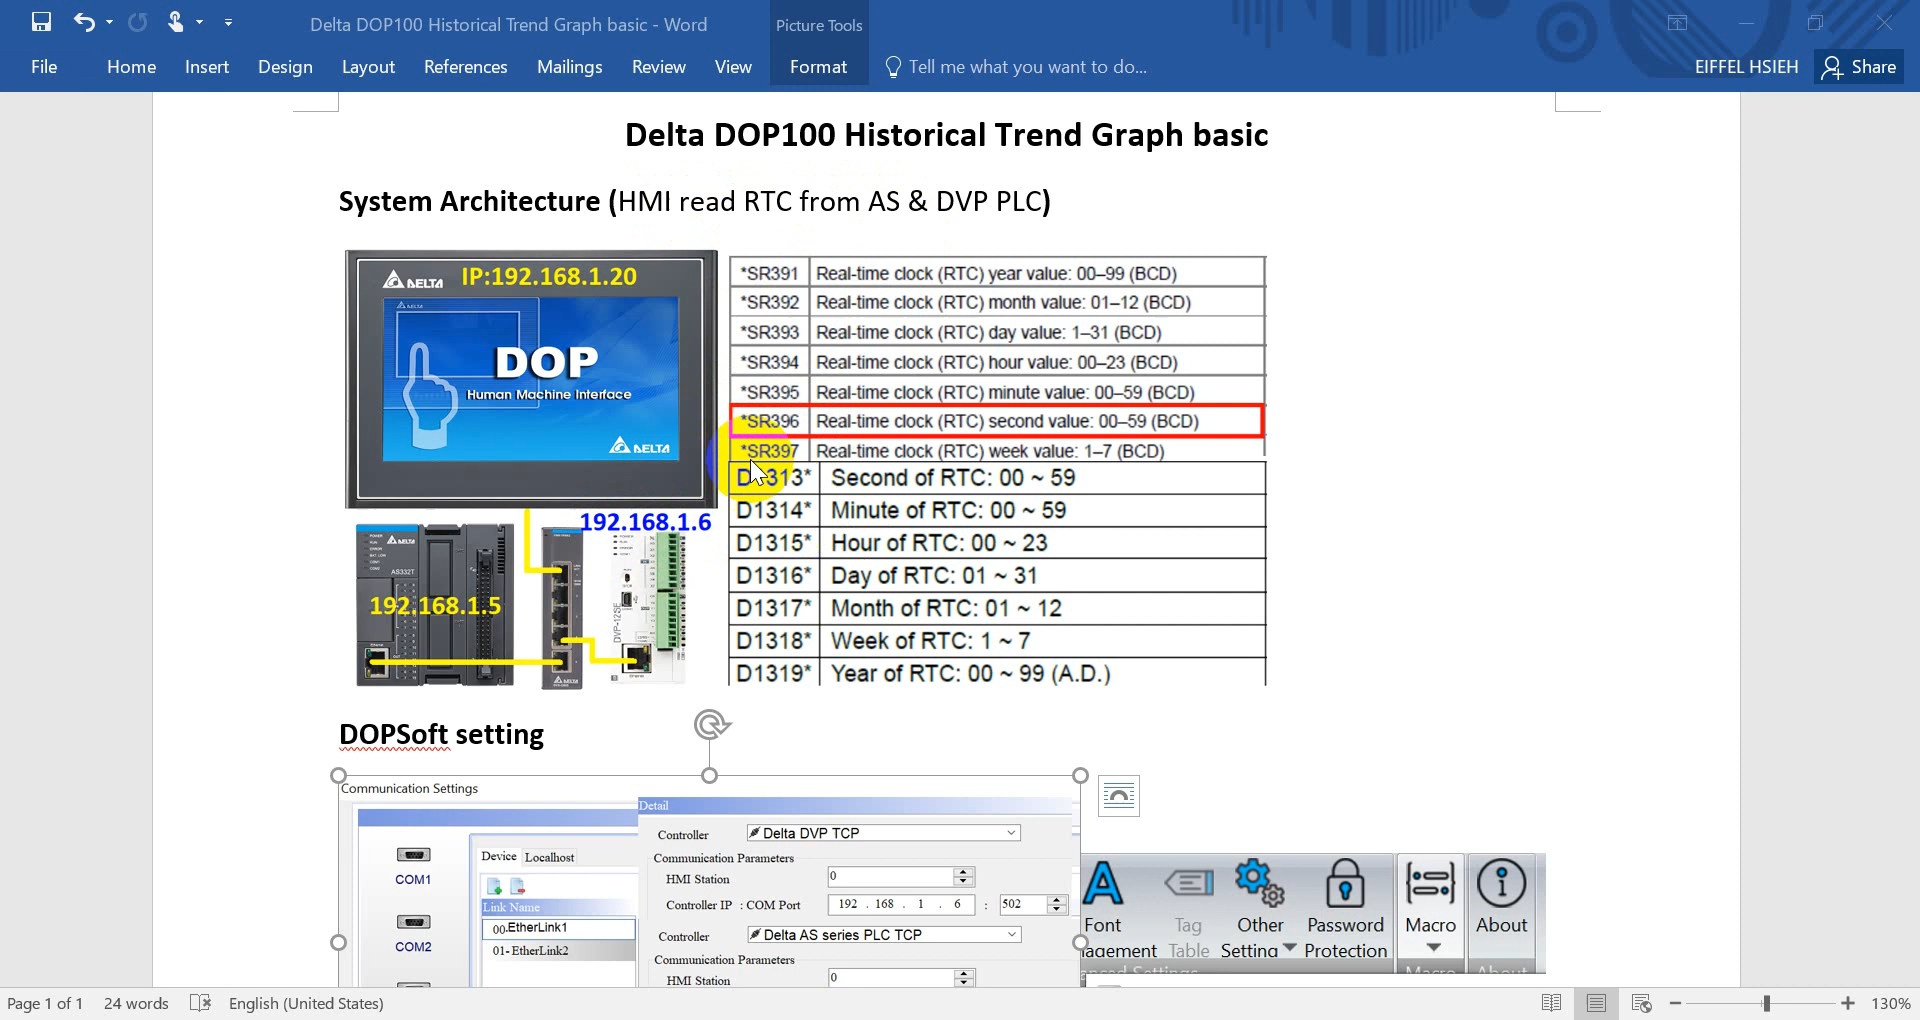 Delta DOP100 Historical Trend Graph basic - Word
Picture Tools
File Home Insert Design Layout References Mailings Review View Format Tell me what you want to do... EIFFEL HSIEH Share
Delta DOP100 Historical Trend Graph basic
System Architecture (HMI read RTC from AS & DVP PLC)
DELTA IP:192.168.1.20
DELTA
DOP
Human Machine Interface
DELTA
*SR391 Real-time clock (RTC) year value: 00–99 (BCD)
*SR392 Real-time clock (RTC) month value: 01–12 (BCD)
*SR393 Real-time clock (RTC) day value: 1–31 (BCD)
*SR394 Real-time clock (RTC) hour value: 00–23 (BCD)
*SR395 Real-time clock (RTC) minute value: 00–59 (BCD)
*SR396 Real-time clock (RTC) second value: 00–59 (BCD)
*SR397 Real-time clock (RTC) week value: 1–7 (BCD)
D1313* Second of RTC: 00 ~ 59
D1314* Minute of RTC: 00 ~ 59
D1315* Hour of RTC: 00 ~ 23
D1316* Day of RTC: 01 ~ 31
D1317* Month of RTC: 01 ~ 12
D1318* Week of RTC: 1 ~ 7
D1319* Year of RTC: 00 ~ 99 (A.D.)
192.168.1.6
DELTA
AS332T
192.168.1.5
DVP-12SE
DELTA
DOPSoft setting
Communication Settings
Detail
Controller Delta DVP TCP
Device Localhost
Communication Parameters
COM1
HMI Station 0
Link Name
Controller IP : COM Port 192 . 168 . 1 . 6 : 502
00-EtherLink1
Controller Delta AS series PLC TCP
COM2
01- EtherLink2
Communication Parameters
HMI Station 0
Font Tag Other Password Macro About
agement Table Setting Protection
Page 1 of 1 24 words English (United States) 130%